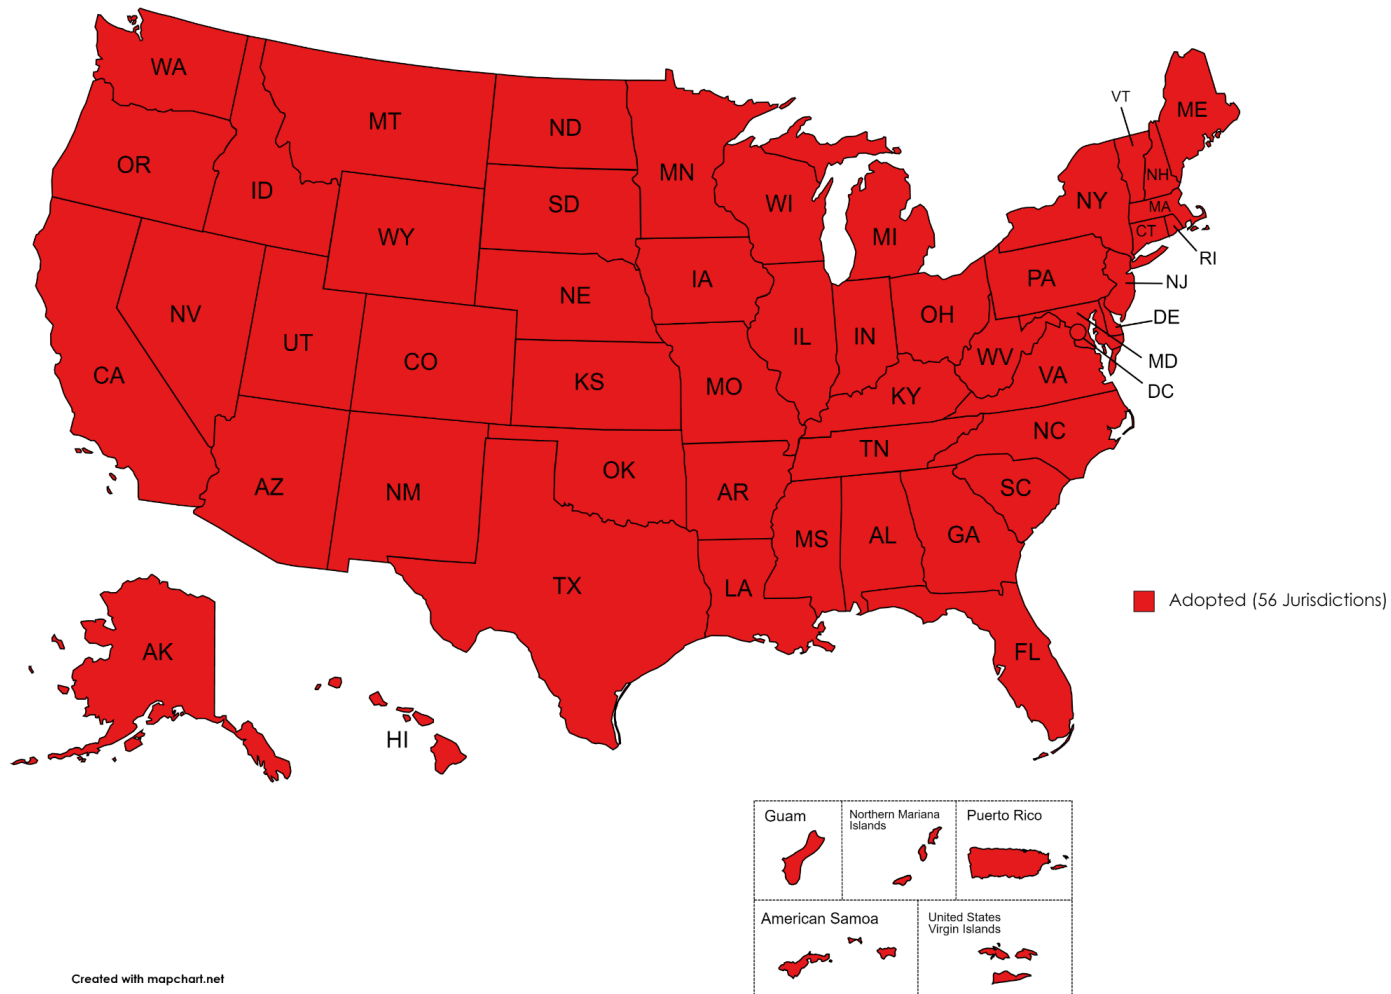 WA
MT
ND
MN
ME
VT
OR
ID
SD
WI
MI
NY
NH
MA
CT
RI
WY
IA
PA
NJ
NE
NV
UT
CO
IL
IN
OH
DE
MD
DC
WV
VA
CA
KS
MO
KY
NC
TN
AZ
NM
OK
AR
SC
MS
AL
GA
TX
LA
FL
Adopted (56 Jurisdictions)
AK
HI
Guam
Northern Mariana
Islands
Puerto Rico
American Samoa
United States
Virgin Islands
Created with mapchart.net